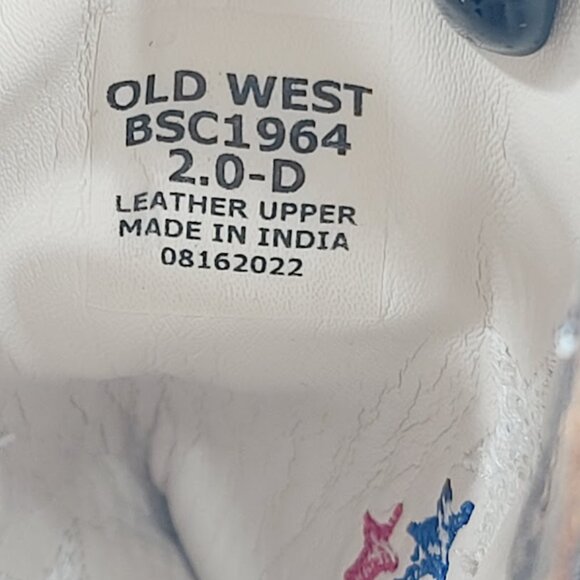 OLD WEST
BSC1964
2.0-D
LEATHER UPPER
MADE IN INDIA
08162022